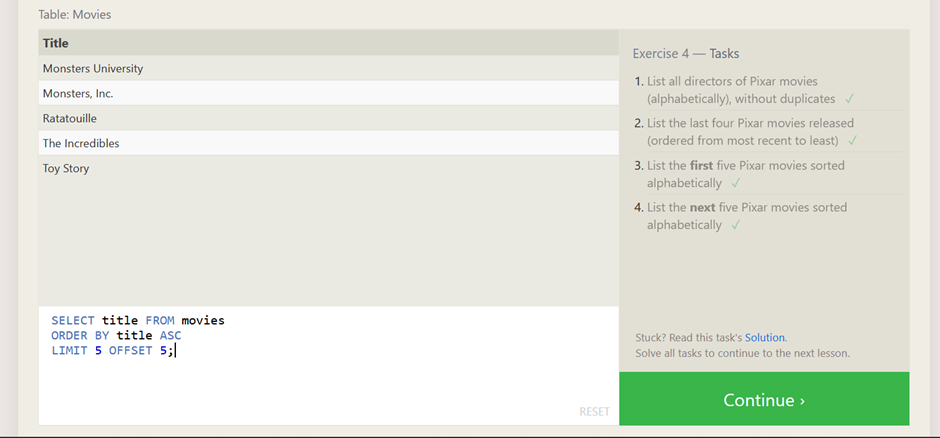 Table: Movies
Title
Monsters University
Monsters, Inc.
Ratatouille
The Incredibles
Toy Story
SELECT title FROM movies
ORDER BY title ASC
LIMIT 5 OFFSET 5;
RESET
Exercise 4 — Tasks
1. List all directors of Pixar movies
(alphabetically), without duplicates ✓
2. List the last four Pixar movies released
(ordered from most recent to least) ✓
3. List the first five Pixar movies sorted
alphabetically ✓
4. List the next five Pixar movies sorted
alphabetically ✓
Stuck? Read this task's Solution.
Solve all tasks to continue to the next lesson.
Continue ›